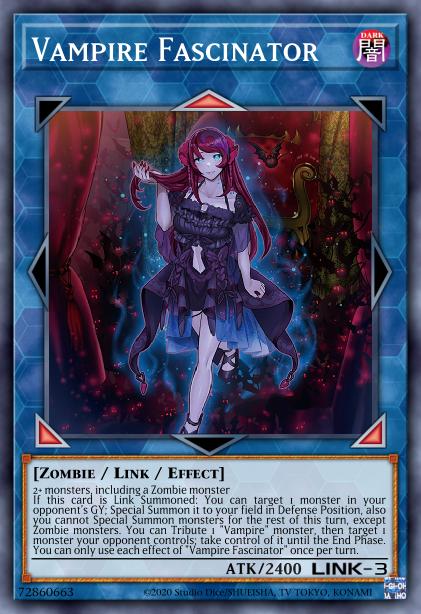 VAMPIRE FASCINATOR
DARK
闇
[ZOMBIE / LINK / EFFECT]
2+ monsters, including a Zombie monster
If this card is Link Summoned: You can target 1 monster in your
opponent's GY; Special Summon it to your field in Defense Position, also
you cannot Special Summon monsters for the rest of this turn, except
Zombie monsters. You can Tribute 1 "Vampire" monster, then target 1
monster your opponent controls; take control of it until the End Phase.
You can only use each effect of "Vampire Fascinator" once per turn.
ATK/2400 LINK-3
72860663
©2020 Studio Dice/SHUEISHA, TV TOKYO, KONAMI